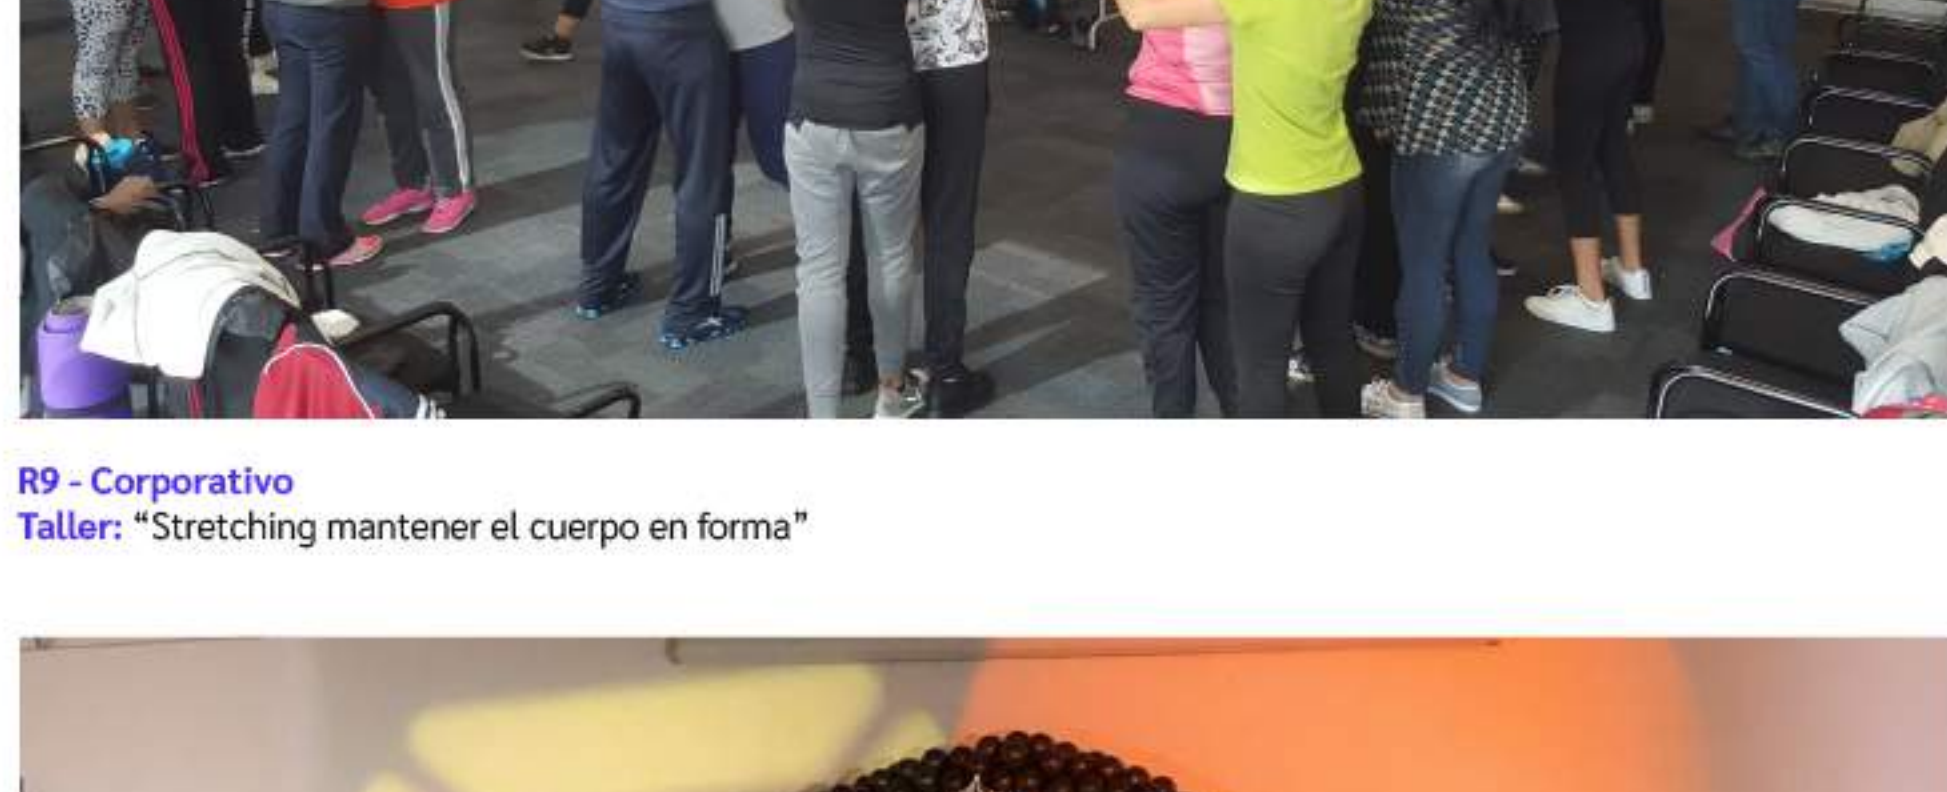 R9 - Corporativo
Taller: “Stretching mantener el cuerpo en forma”